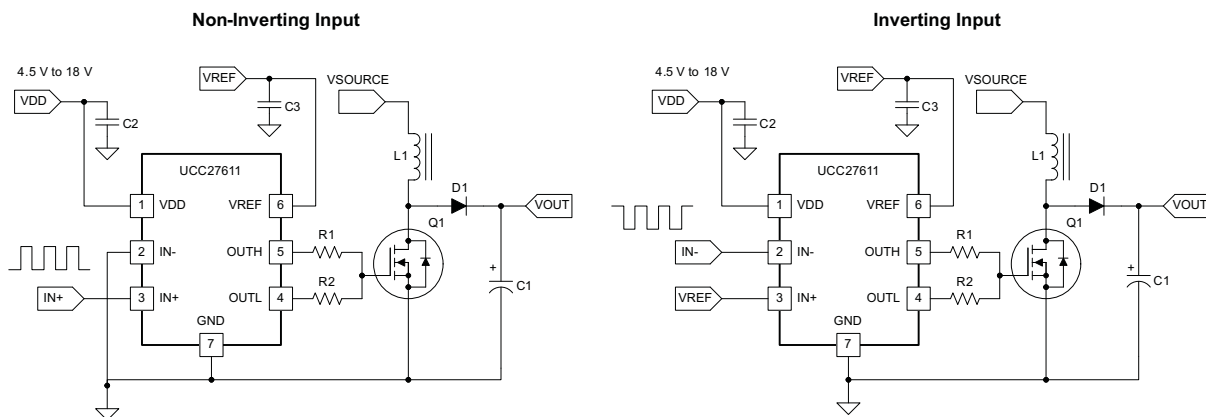 Non-Inverting Input
4.5 V to 18 V
VDD
C2
VREF
C3
VSOURCE
L1
UCC27611
1 VDD
VREF 6
D1
VOUT
Q1
2 IN-
OUTH 5
R1
IN+
3 IN+
OUTL 4
R2
+
C1
GND
7
Inverting Input
4.5 V to 18 V
VDD
C2
VREF
C3
VSOURCE
L1
UCC27611
1 VDD
VREF 6
D1
VOUT
Q1
IN-
2 IN-
OUTH 5
R1
VREF
3 IN+
OUTL 4
R2
+
C1
GND
7